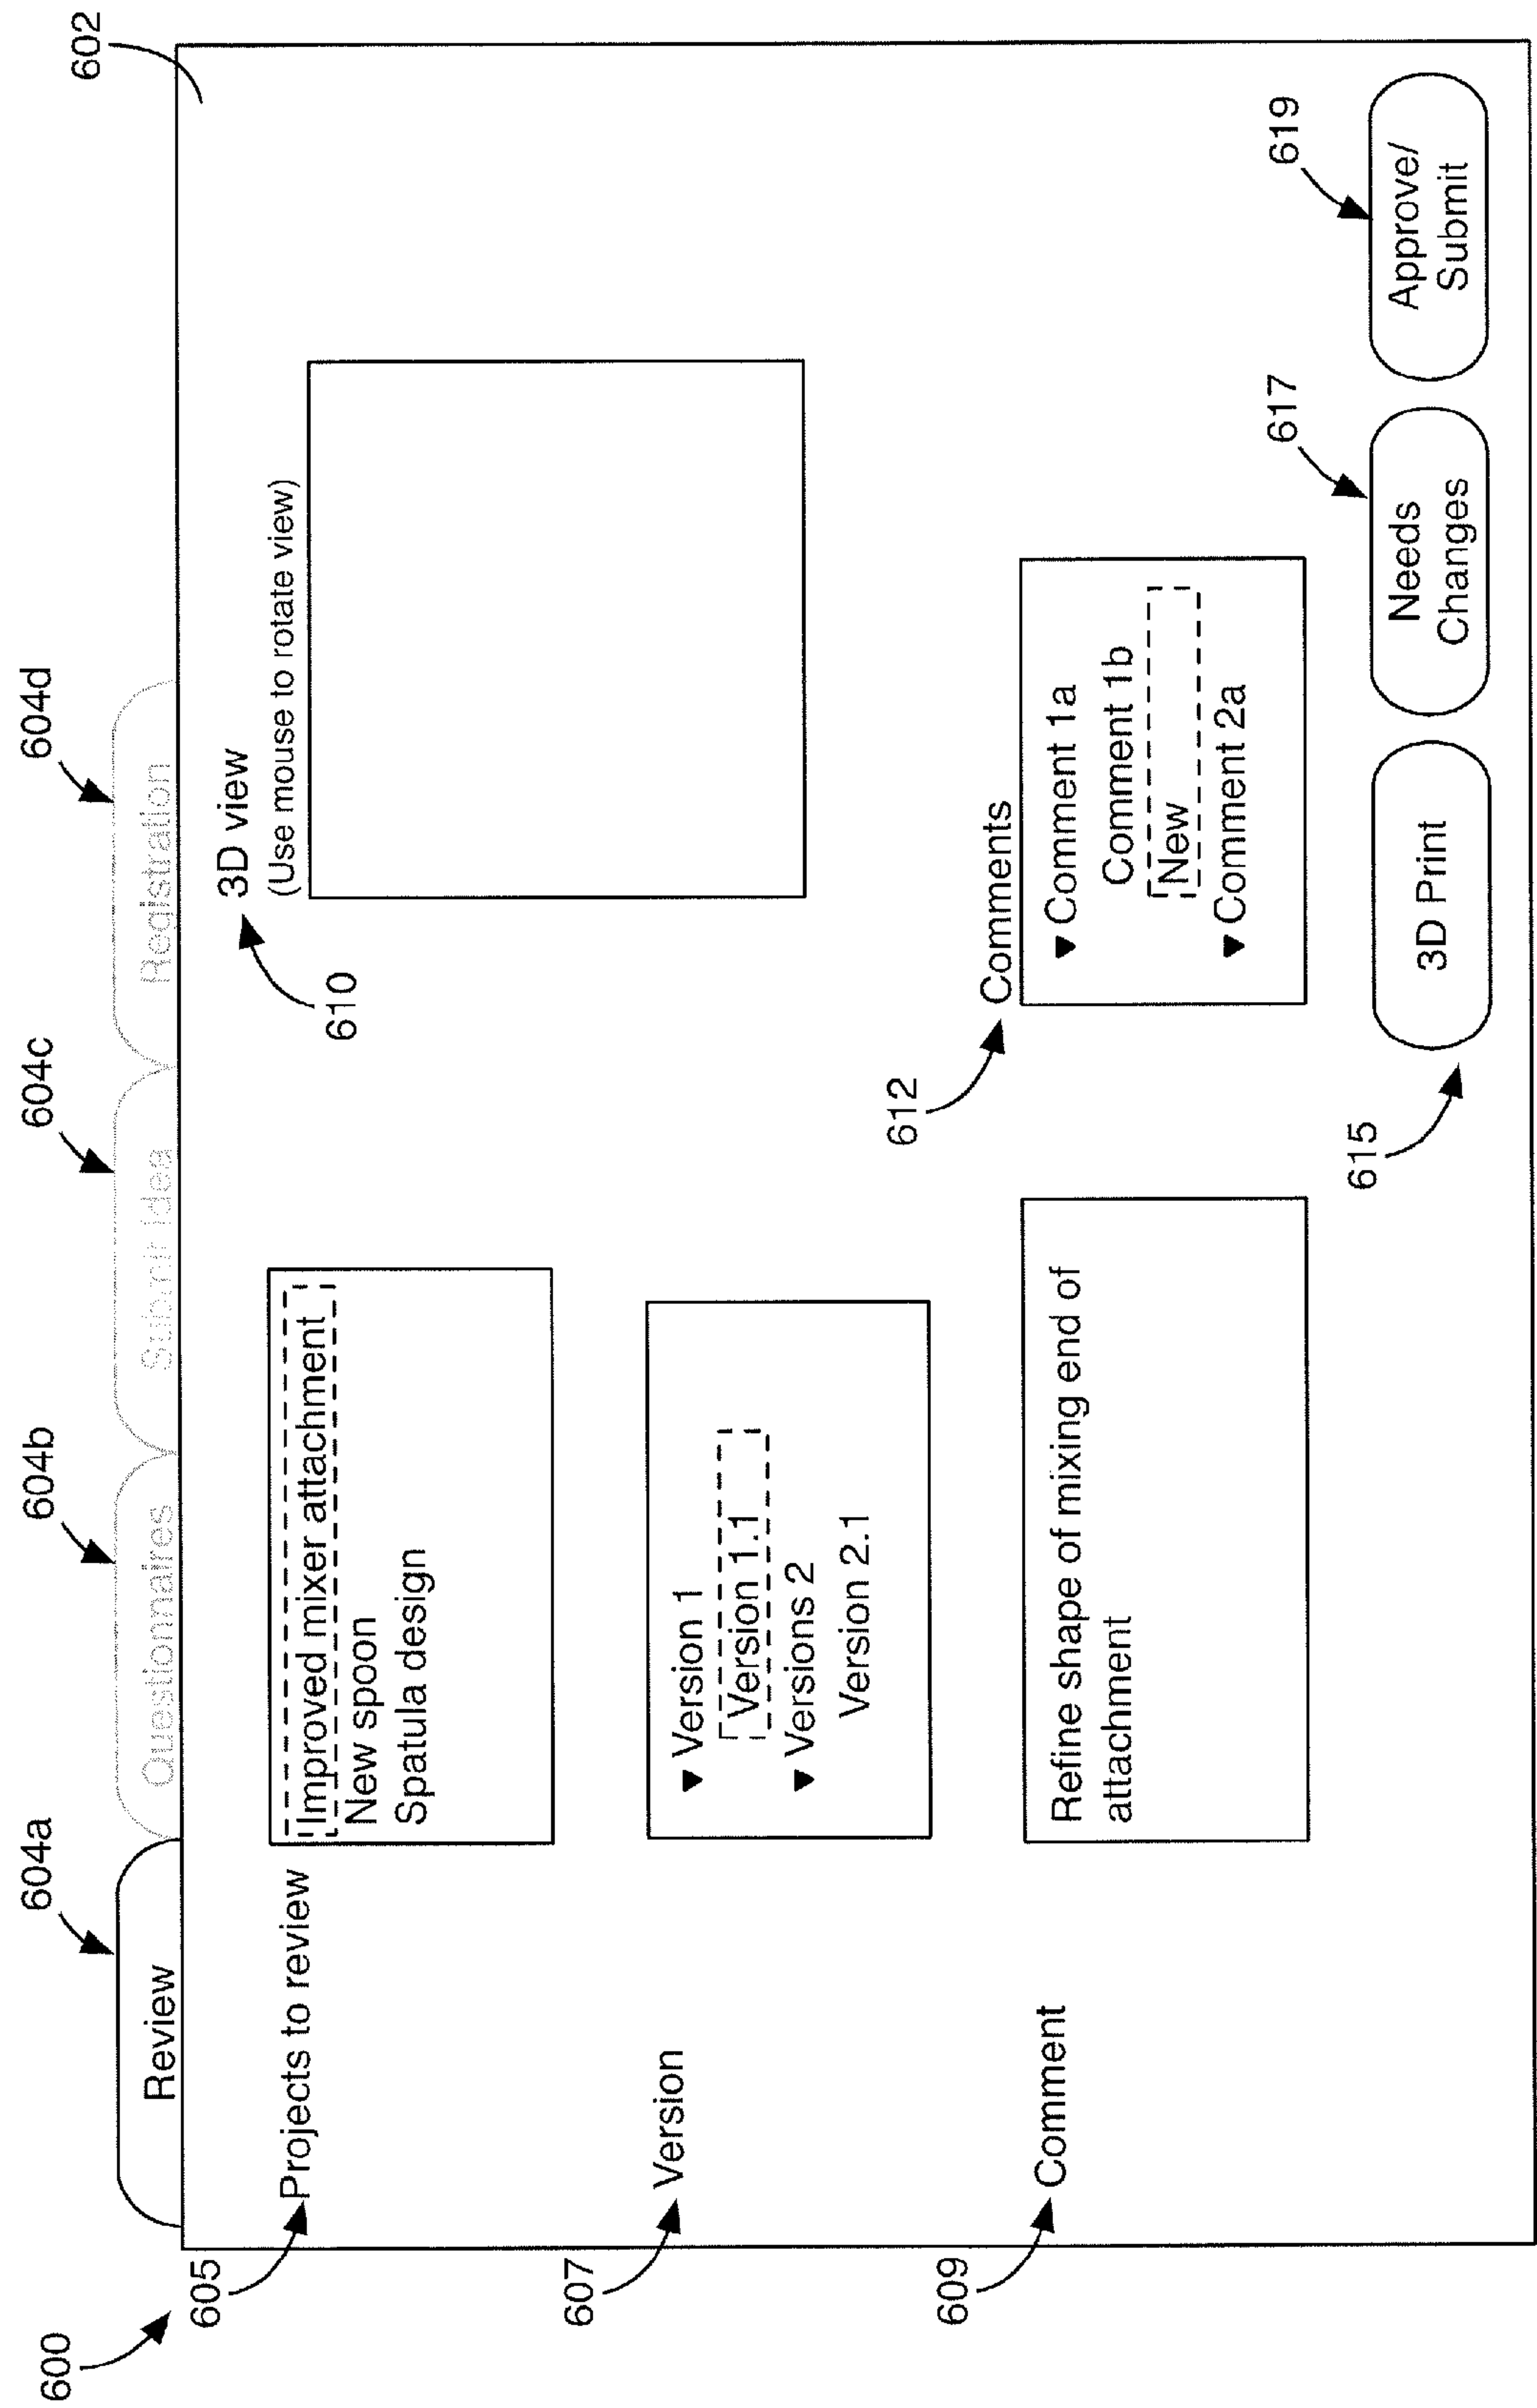 600
602
604a
604b
604c
604d
Review
Questionnaires
Submit Idea
Registration
605
Projects to review
Improved mixer attachment
New spoon
Spatula design
610
3D view
(Use mouse to rotate view)
607
Version
▼ Version 1
Version 1.1
▼ Versions 2
Version 2.1
609
Comment
Refine shape of mixing end of
attachment
612
Comments
▼ Comment 1a
Comment 1b
New
▼ Comment 2a
615
3D Print
617
Needs
Changes
619
Approve/
Submit